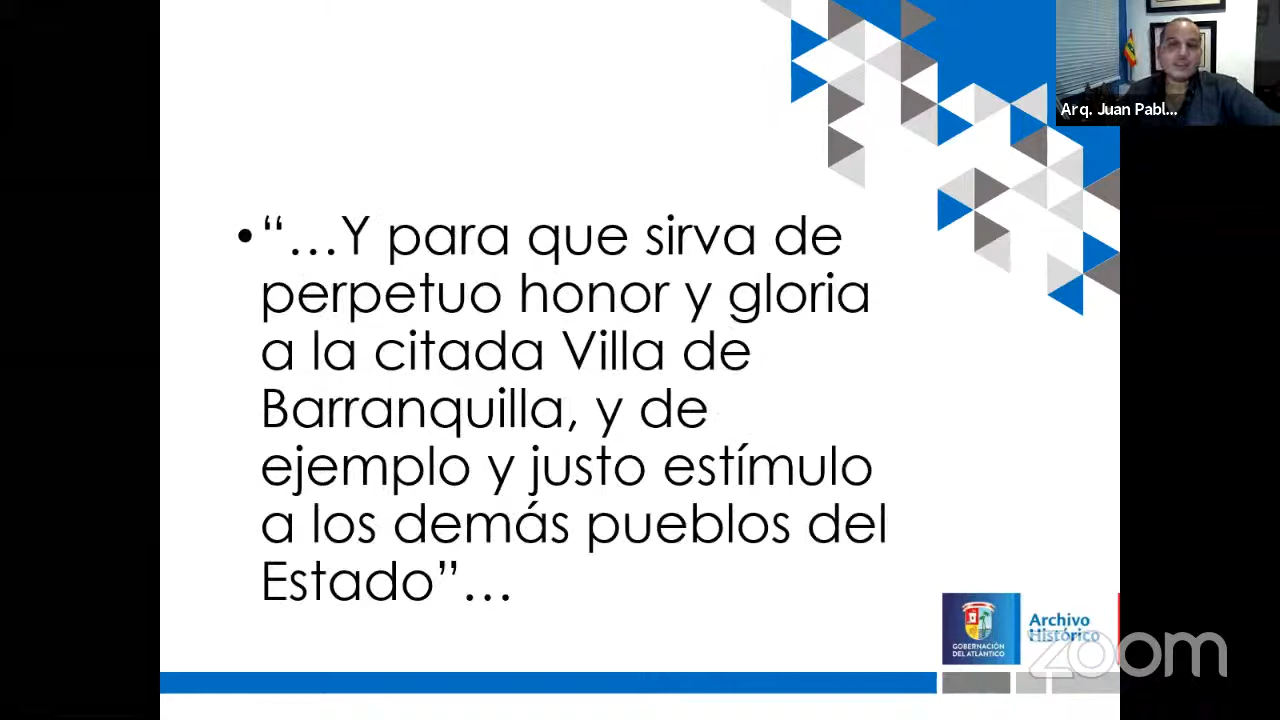 Arq. Juan Pabl...
•“...Y para que sirva de
perpetuo honor y gloria
a la citada Villa de
Barranquilla, y de
ejemplo y justo estímulo
a los demás pueblos del
Estado”...
GOBERNACIÓN
DEL ATLÁNTICO
Archivo
Histórico
zoom